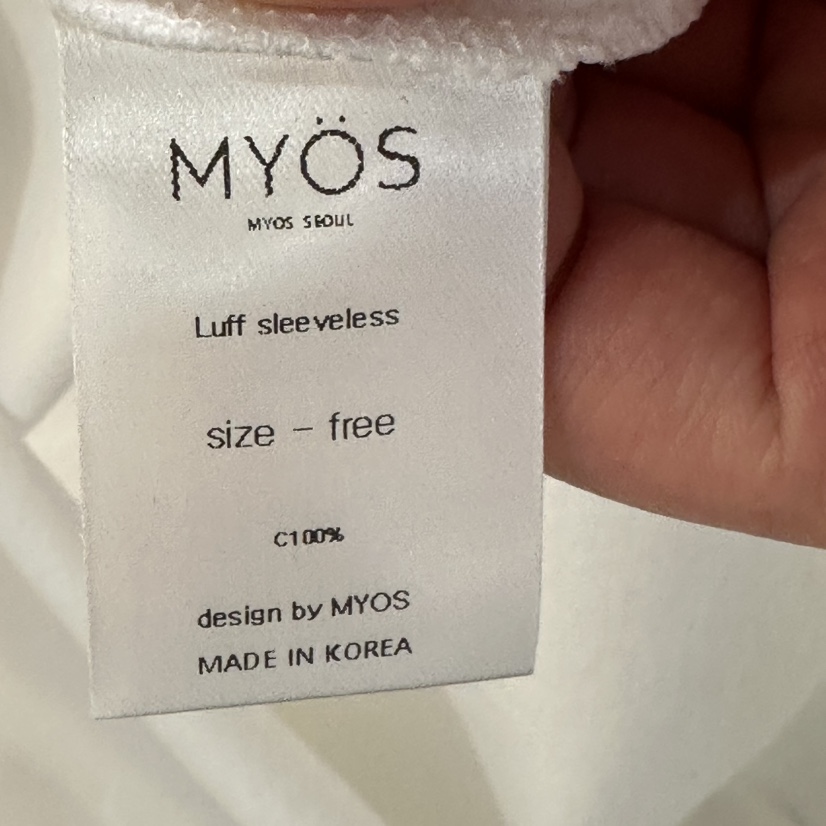 MYÖS
MYOS SEOUL
Luff sleeveless
size - free
C100%
design by MYOS
MADE IN KOREA